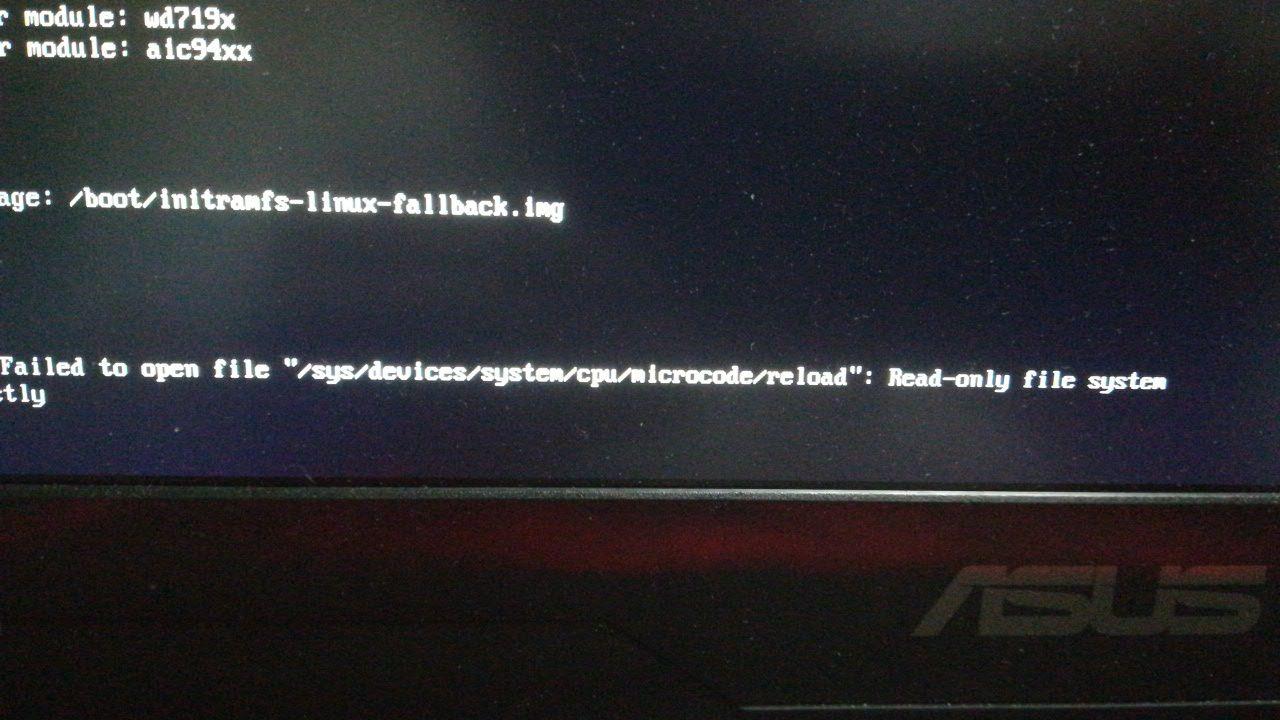 r module: wd719x
r module: aic94xx
age: /boot/initramfs-linux-fallback.img
Failed to open file "/sys/devices/system/cpu/microcode/reload": Read-only file system
ctly
ASUS